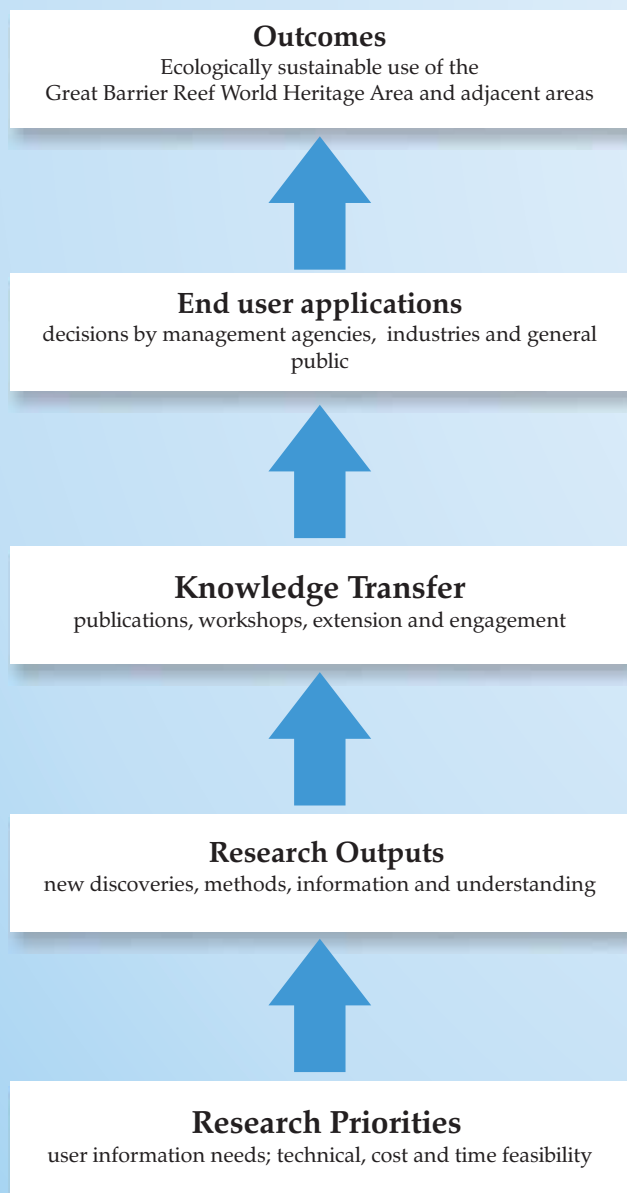 Outcomes
Ecologically sustainable use of the
Great Barrier Reef World Heritage Area and adjacent areas
End user applications
decisions by management agencies, industries and general
public
Knowledge Transfer
publications, workshops, extension and engagement
Research Outputs
new discoveries, methods, information and understanding
Research Priorities
user information needs; technical, cost and time feasibility